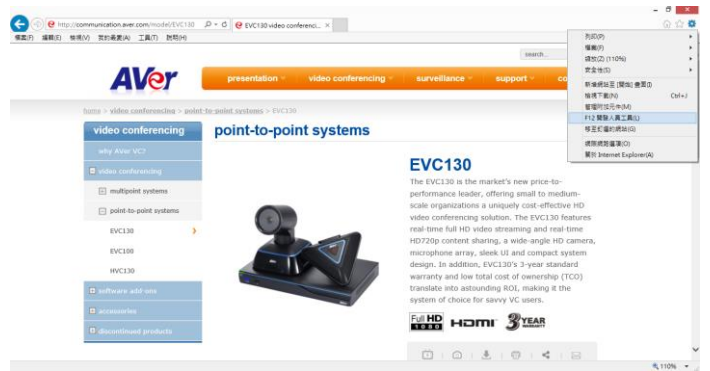 http://communication.aver.com/model/EVC130
EVC130 video conferenc...
檔案(F) 編輯(E) 檢視(V) 我的最愛(A) 工具(T) 說明(H)
列印(P)
檔案(F)
縮放(Z) (110%)
安全性(S)
新增網站至 [開始] 畫面(I)
檢視下載(N) Ctrl+J
管理附加元件(M)
F12 開發人員工具(L)
移至釘選的網站(G)
網際網路選項(O)
關於 Internet Explorer(A)
search...
AVer
presentation video conferencing surveillance support co
home > video conferencing > point-to-point systems > EVC130
video conferencing
point-to-point systems
why AVer VC?
video conferencing
multipoint systems
point-to-point systems
EVC130
EVC100
HVC130
software add-ons
accessories
discontinued products
EVC130
The EVC130 is the market's new price-to-
performance leader, offering small to medium-
scale organizations a uniquely cost-effective HD
video conferencing solution. The EVC130 features
real-time full HD video streaming and real-time
HD720p content sharing, a wide-angle HD camera,
microphone array, sleek UI and compact system
design. In addition, EVC130's 3-year standard
warranty and low total cost of ownership (TCO)
translate into astounding ROI, making it the
system of choice for savvy VC users.
Full HD 1080 HDMI 3 YEAR WARRANTY
110%